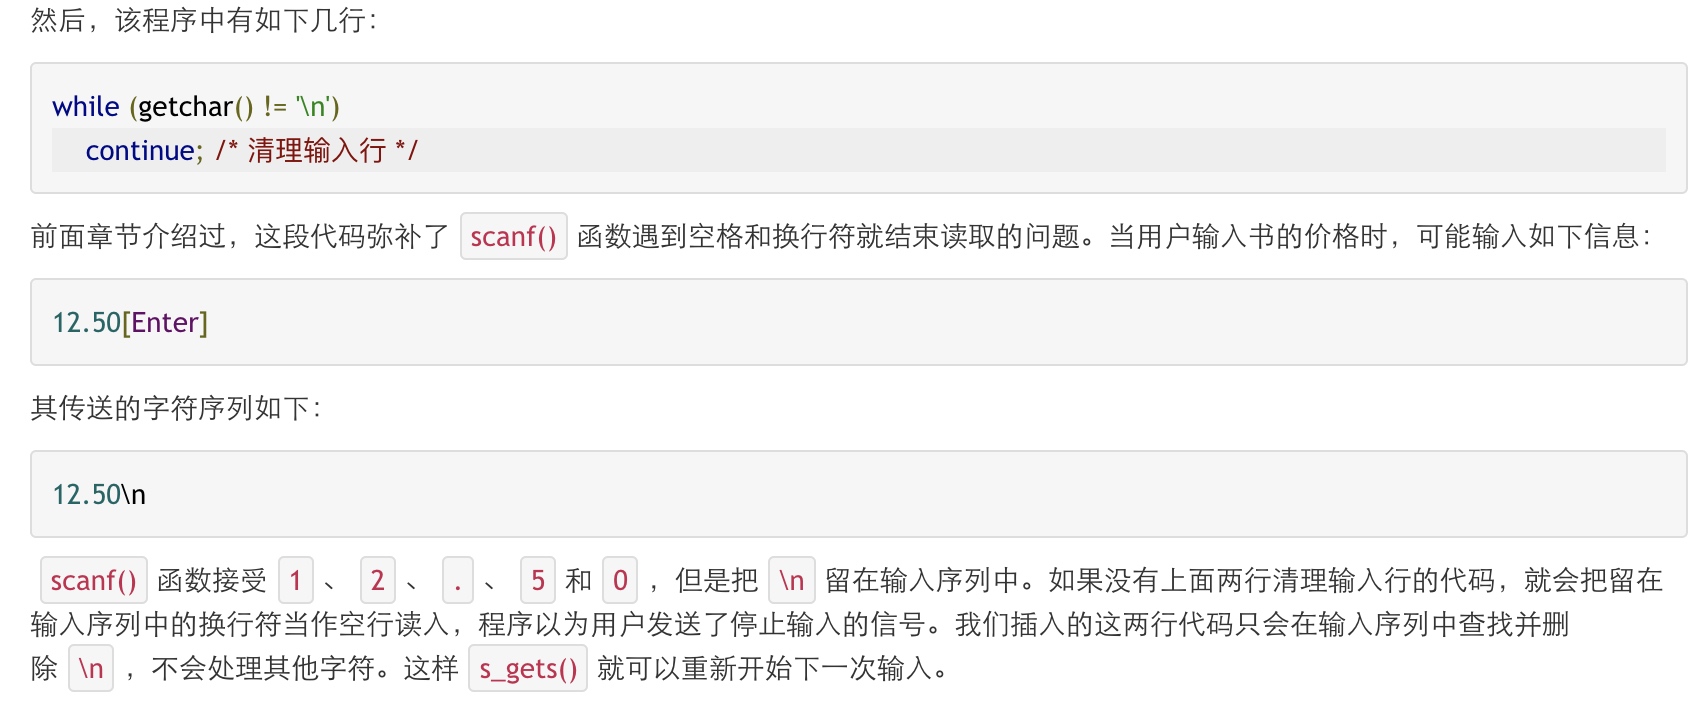 然后，该程序中有如下几行：
while (getchar() != '\n')
    continue; /* 清理输入行 */
前面章节介绍过，这段代码弥补了 scanf() 函数遇到空格和换行符就结束读取的问题。当用户输入书的价格时，可能输入如下信息：
12.50[Enter]
其传送的字符序列如下：
12.50\n
scanf() 函数接受 1 、 2 、 . 、 5 和 0 ，但是把 \n 留在输入序列中。如果没有上面两行清理输入行的代码，就会把留在
输入序列中的换行符当作空行读入，程序以为用户发送了停止输入的信号。我们插入的这两行代码只会在输入序列中查找并删
除 \n ，不会处理其他字符。这样 s_gets() 就可以重新开始下一次输入。